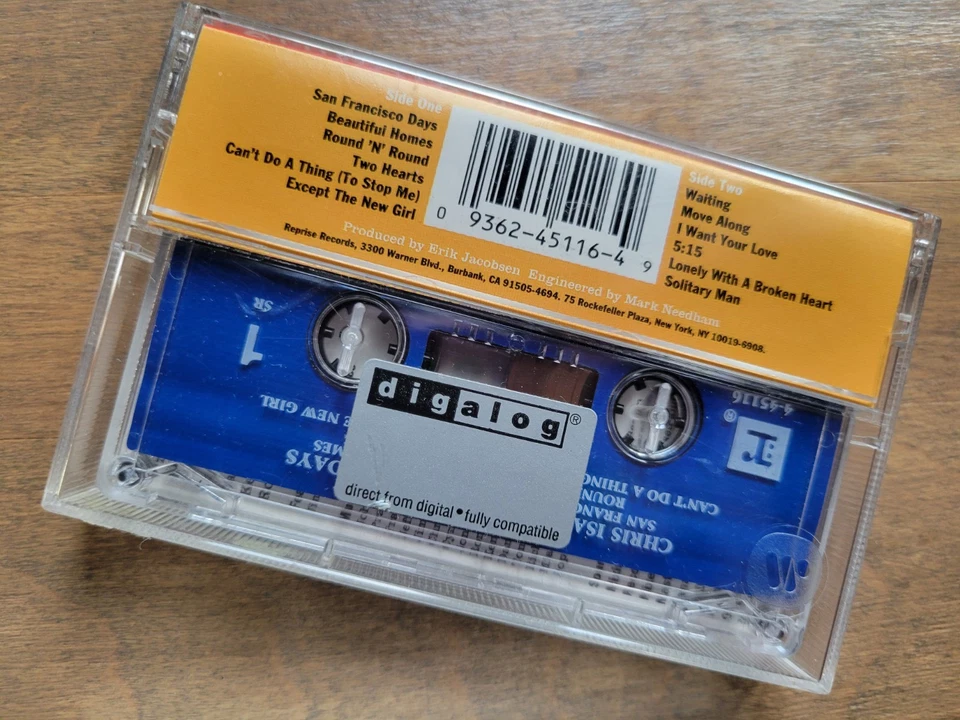 Side One
San Francisco Days
Beautiful Homes
Round 'N' Round
Two Hearts
Can't Do A Thing (To Stop Me)
Except The New Girl
0 9362-45116-4 9
Side Two
Waiting
Move Along
I Want Your Love
5:15
Lonely With A Broken Heart
Solitary Man
Produced by Erik Jacobsen Engineered by Mark Needham
Reprise Records, 3300 Warner Blvd., Burbank, CA 91505-4694. 75 Rockefeller Plaza, New York, NY 10019-6908.
SR
1
4-45116
®
r:
digalog®
direct from digital • fully compatible
CHRIS ISA
DAYS
SAN FRANC
MES
ROUN
CAN'T DO A THING
E NEW GIRL